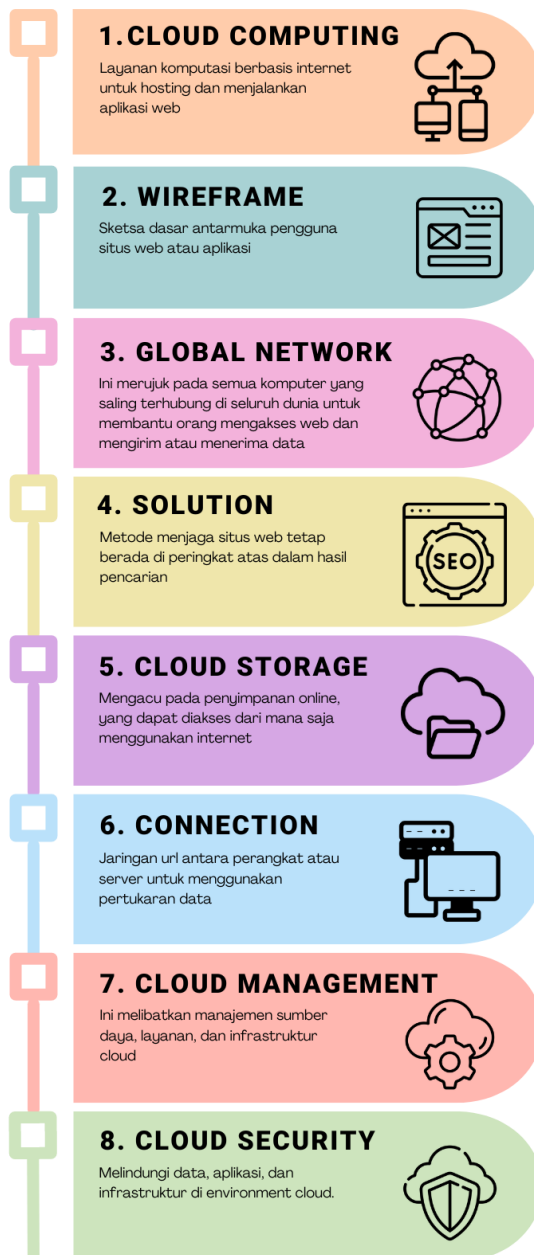 1.CLOUD COMPUTING
Layanan komputasi berbasis internet
untuk hosting dan menjalankan
aplikasi web
2. WIREFRAME
Sketsa dasar antarmuka pengguna
situs web atau aplikasi
3. GLOBAL NETWORK
Ini merujuk pada semua komputer yang
saling terhubung di seluruh dunia untuk
membantu orang mengakses web dan
mengirim atau menerima data
4. SOLUTION
Metode menjaga situs web tetap
berada di peringkat atas dalam hasil
pencarian
SEO
5. CLOUD STORAGE
Mengacu pada penyimpanan online,
yang dapat diakses dari mana saja
menggunakan internet
6. CONNECTION
Jaringan url antara perangkat atau
server untuk menggunakan
pertukaran data
7. CLOUD MANAGEMENT
Ini melibatkan manajemen sumber
daya, layanan, dan infrastruktur
cloud
8. CLOUD SECURITY
Melindungi data, aplikasi, dan
infrastruktur di environment cloud.